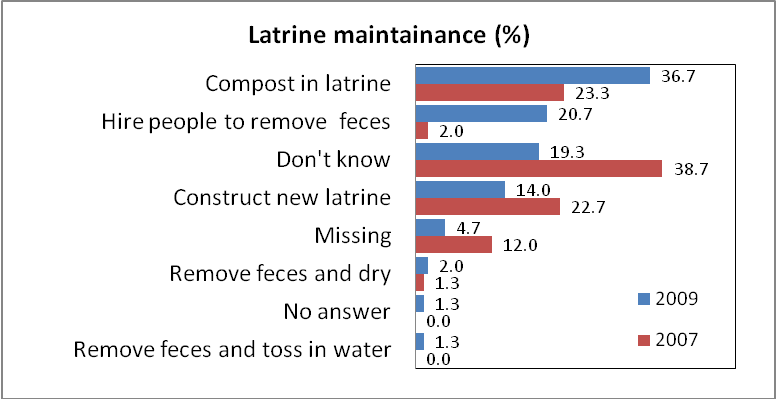 Latrine maintainance (%)
Compost in latrine
36.7
23.3
Hire people to remove feces
20.7
2.0
Don't know
19.3
38.7
Construct new latrine
14.0
22.7
Missing
4.7
12.0
Remove feces and dry
2.0
1.3
No answer
1.3
0.0
Remove feces and toss in water
1.3
0.0
2009
2007